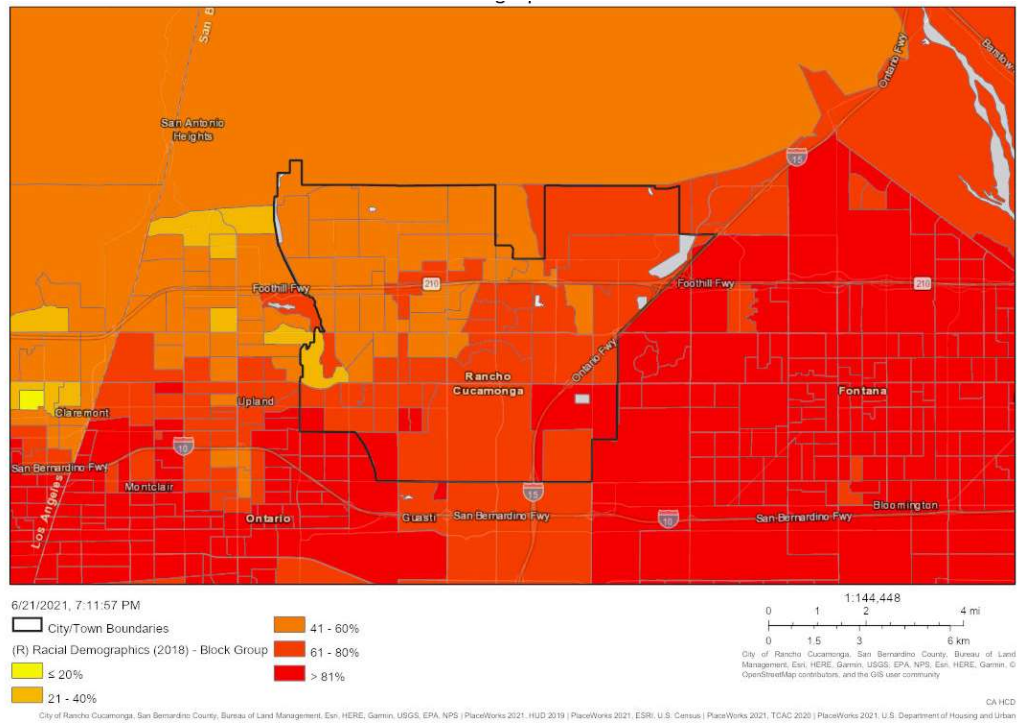 San B
Ontario Fwy
Barstow
San Antonio
Heights
15
Foothill Fwy
210
Foothill Fwy
210
Ontario Fwy
Rancho
Cucamonga
Fontana
Claremont
Upland
10
San Bernardino Fwy
Montclair
Los Angeles
Ontario
Guasti
15
San Bernardino Fwy
10
San Bernardino Fwy
Bloomington
6/21/2021, 7:11:57 PM
City/Town Boundaries
(R) Racial Demographics (2018) - Block Group
≤ 20%
21 - 40%
41 - 60%
61 - 80%
> 81%
1:144,448
0 1 2 4 mi
0 1.5 3 6 km
City of Rancho Cucamonga, San Bernardino County, Bureau of Land
Management, Esri, HERE, Garmin, USGS, EPA, NPS, Esri, HERE, Garmin, ©
OpenStreetMap contributors, and the GIS user community
CA HCD
City of Rancho Cucamonga, San Bernardino County, Bureau of Land Management, Esri, HERE, Garmin, USGS, EPA, NPS | PlaceWorks 2021, HUD 2019 | PlaceWorks 2021, ESRI, U.S. Census | PlaceWorks 2021, TCAC 2020 | PlaceWorks 2021, U.S. Department of Housing and Urban